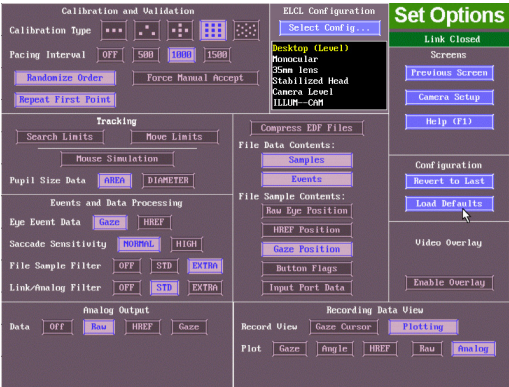 Calibration and Validation
Calibration Type
Pacing Interval OFF 500 1000 1500
Randomize Order Force Manual Accept
Repeat First Point
ELCL Configuration
Select Config...
Desktop (Level)
Monocular
35mm lens
Stabilized Head
Camera Level
ILLUM--CAM
Set Options
Link Closed
Screens
Previous Screen
Camera Setup
Help (F1)
Tracking
Search Limits Move Limits
Mouse Simulation
Pupil Size Data AREA DIAMETER
Events and Data Processing
Eye Event Data Gaze HREF
Saccade Sensitivity NORMAL HIGH
File Sample Filter OFF STD EXTRA
Link/Analog Filter OFF STD EXTRA
Compress EDF Files
File Data Contents:
Samples
Events
File Sample Contents:
Raw Eye Position
HREF Position
Gaze Position
Button Flags
Input Port Data
Configuration
Revert to Last
Load Defaults
Video Overlay
Enable Overlay
Analog Output
Data Off Raw HREF Gaze
Recording Data View
Record View Gaze Cursor Plotting
Plot Gaze Angle HREF Raw Analog